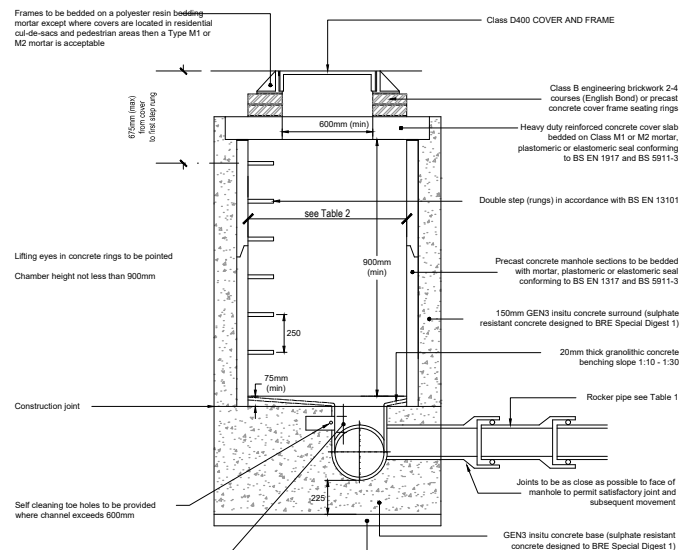 Frames to be bedded on a polyester resin bedding
mortar except where covers are located in residential
cul-de-sacs and pedestrian areas then a Type M1 or
M2 mortar is acceptable
Class D400 COVER AND FRAME
Class B engineering brickwork 2-4
courses (English Bond) or precast
concrete cover frame seating rings
675mm (max)
from cover
to first step rung
600mm (min)
Heavy duty reinforced concrete cover slab
bedded on Class M1 or M2 mortar,
plastomeric or elastomeric seal conforming
to BS EN 1917 and BS 5911-3
Double step (rungs) in accordance with BS EN 13101
see Table 2
Lifting eyes in concrete rings to be pointed
Chamber height not less than 900mm
900mm
(min)
Precast concrete manhole sections to be bedded
with mortar, plastomeric or elastomeric seal
conforming to BS EN 1317 and BS 5911-3
150mm GEN3 insitu concrete surround (sulphate
resistant concrete designed to BRE Special Digest 1)
250
20mm thick granolithic concrete
benching slope 1:10 - 1:30
75mm
(min)
Construction joint
Rocker pipe see Table 1
Joints to be as close as possible to face of
manhole to permit satisfactory joint and
subsequent movement
Self cleaning toe holes to be provided
where channel exceeds 600mm
225
GEN3 insitu concrete base (sulphate resistant
concrete designed to BRE Special Digest 1)